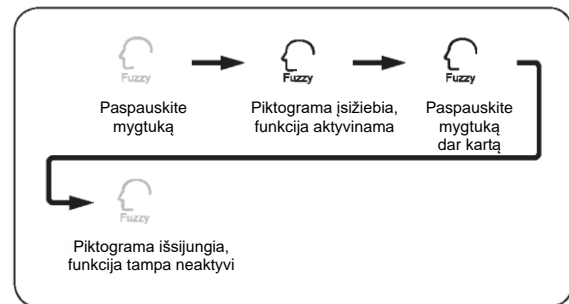 Fuzzy
Paspauskite
mygtuką
Fuzzy
Piktograma įsižiebia,
funkcija aktyvinama
Fuzzy
Paspauskite
mygtuką
dar kartą
Fuzzy
Piktograma išsijungia,
funkcija tampa neaktyvi